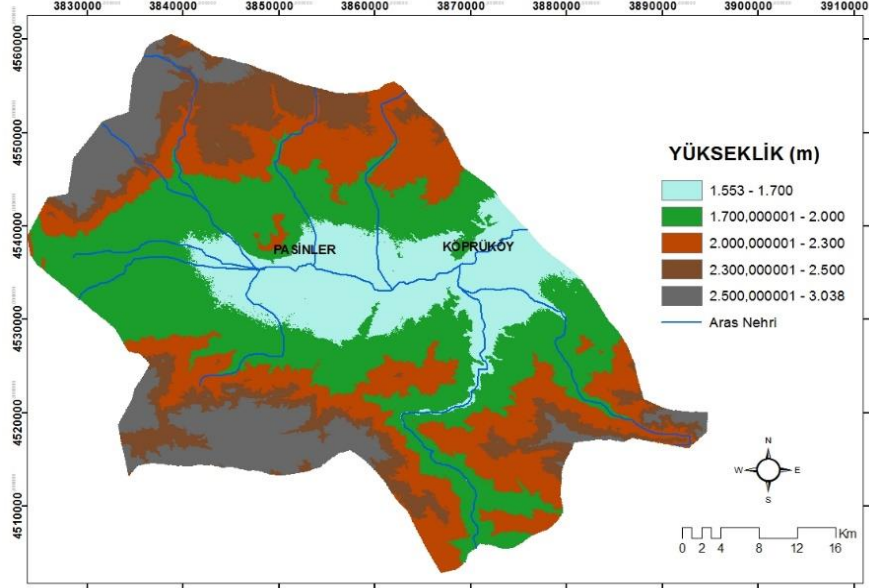 3830000 3840000 3850000 3860000 3870000 3880000 3890000 3900000 3910000
4560000
4550000
4540000
4530000
4520000
4510000
PASİNLER
KÖPRÜKÖY
YÜKSEKLİK (m)
1.553 - 1.700
1.700,000001 - 2.000
2.000,000001 - 2.300
2.300,000001 - 2.500
2.500,000001 - 3.038
Aras Nehri
N
W E
S
Km
0 2 4 8 12 16